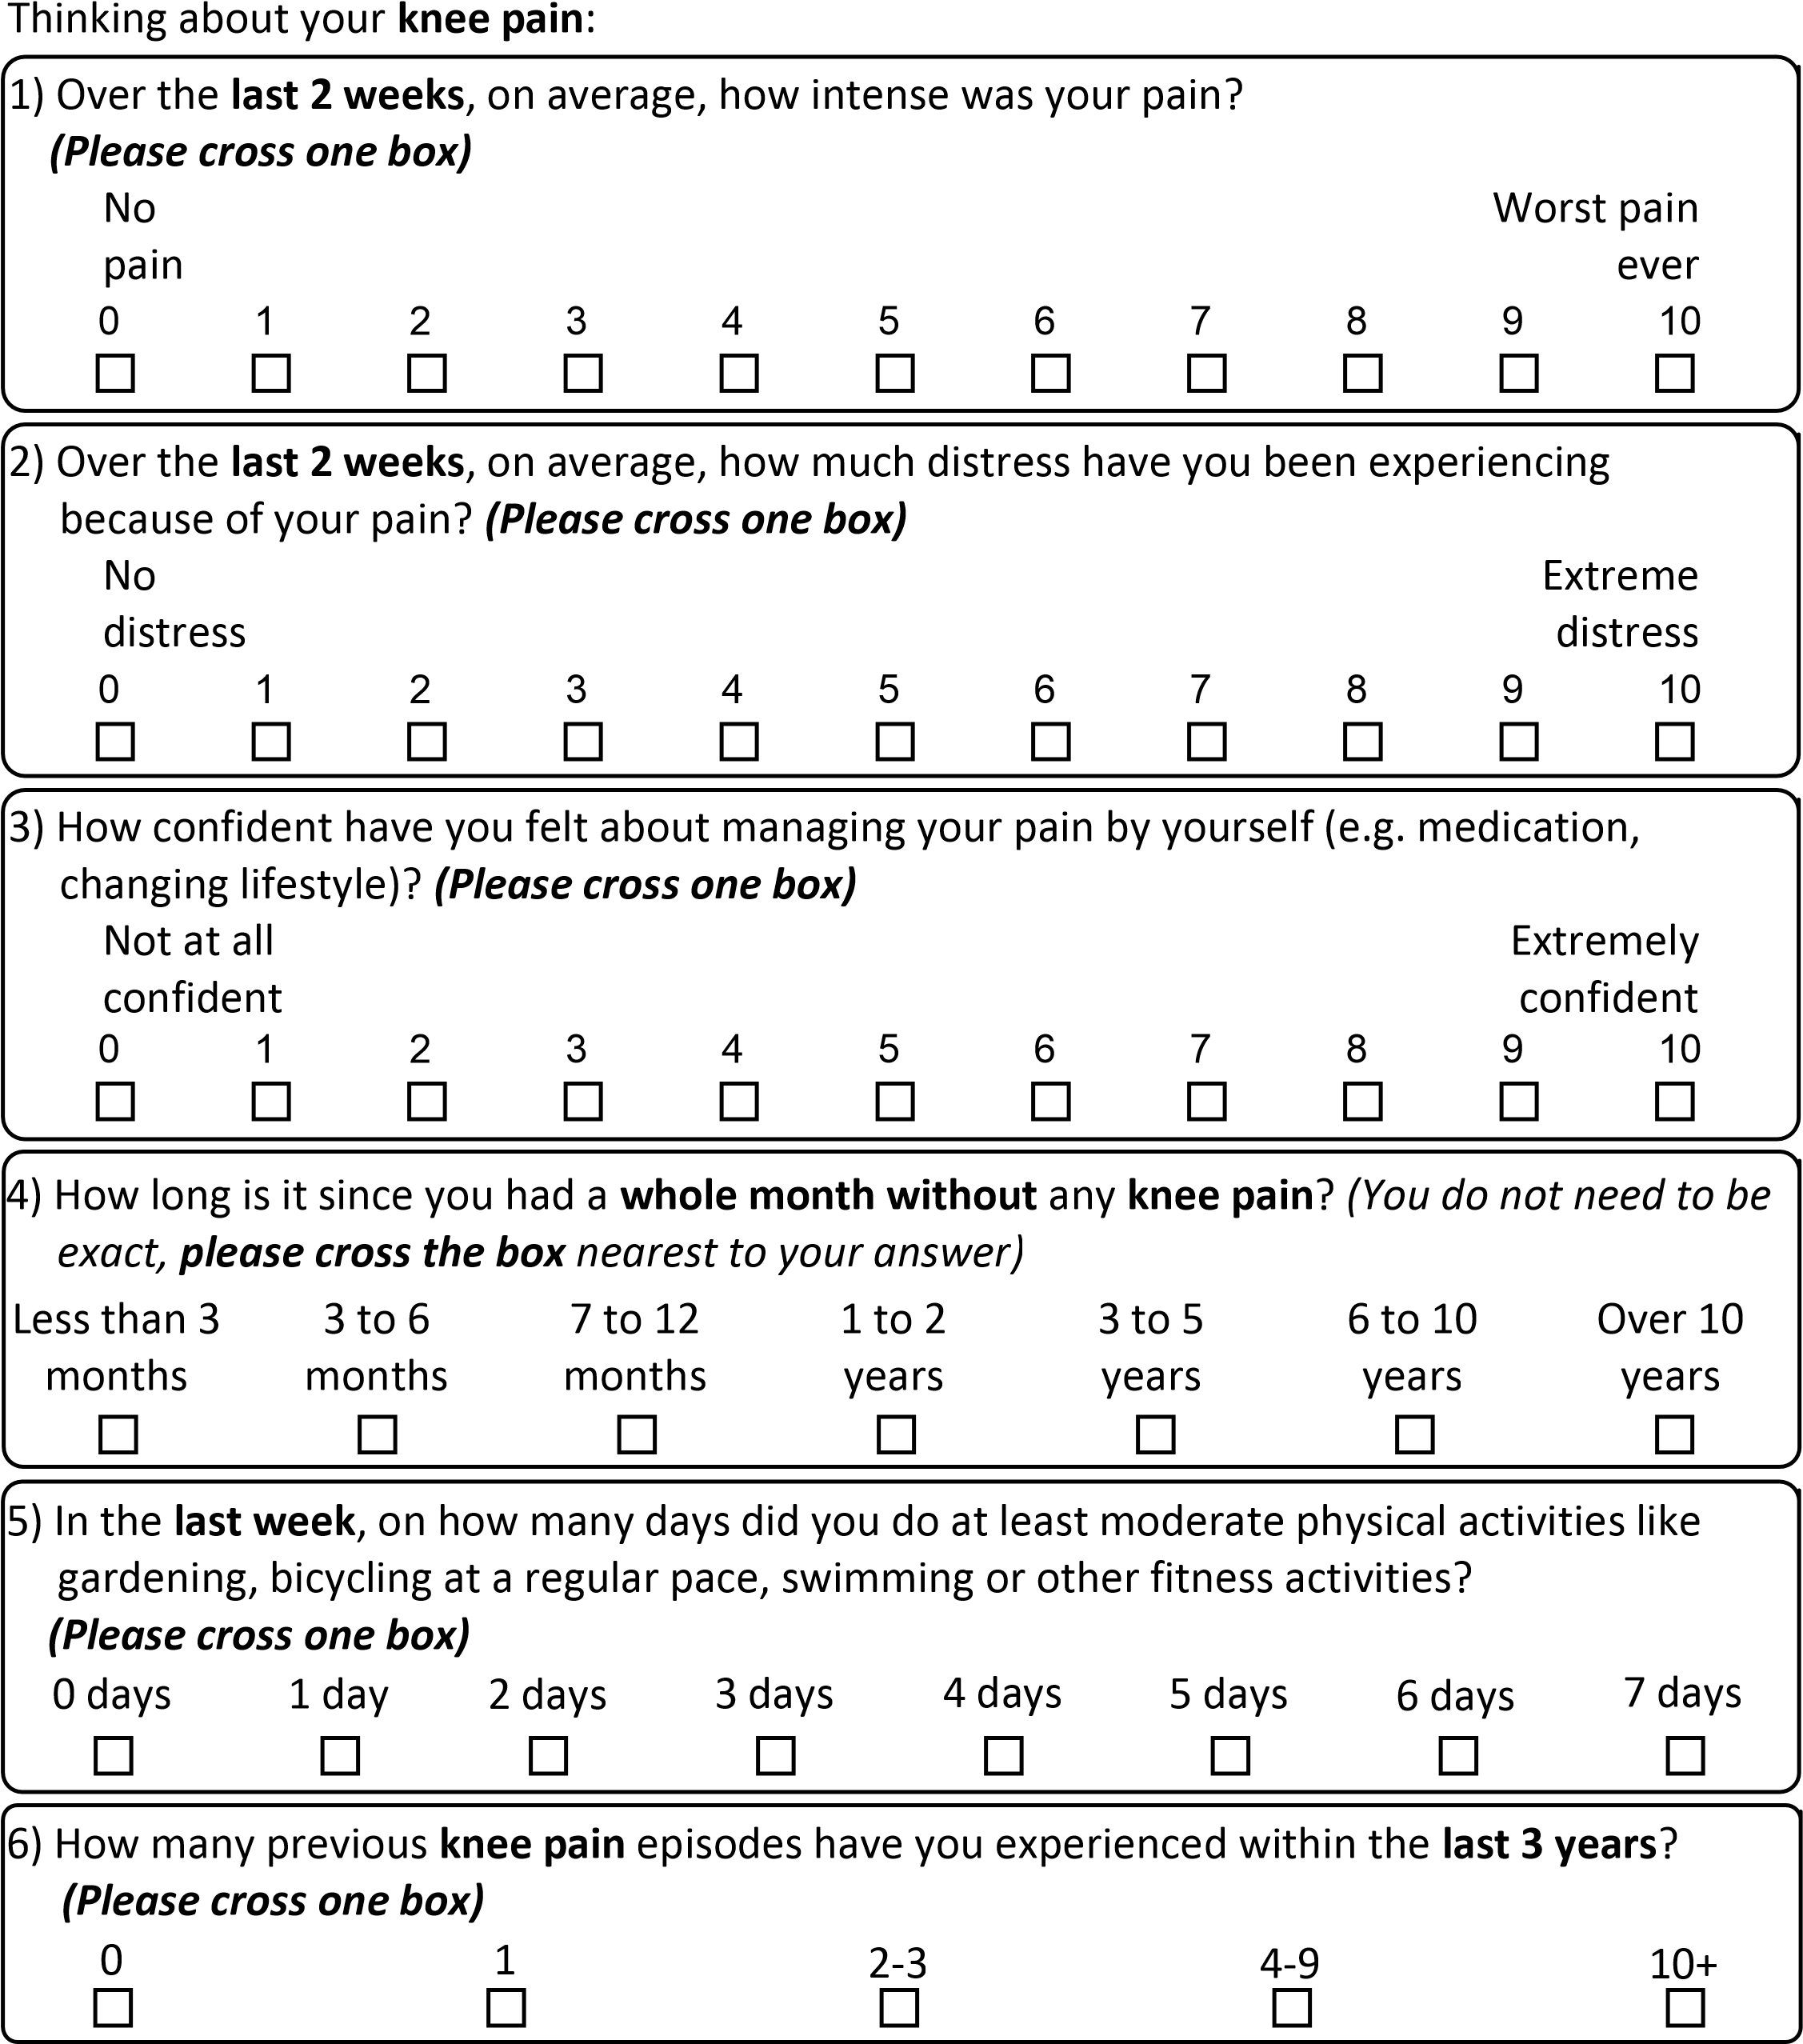 Thinking about your knee pain:
1) Over the last 2 weeks, on average, how intense was your pain?
(Please cross one box)
No Worst pain
pain ever
0 1 2 3 4 5 6 7 8 9 10
2) Over the last 2 weeks, on average, how much distress have you been experiencing
because of your pain? (Please cross one box)
No Extreme
distress distress
0 1 2 3 4 5 6 7 8 9 10
3) How confident have you felt about managing your pain by yourself (e.g. medication,
changing lifestyle)? (Please cross one box)
Not at all Extremely
confident confident
0 1 2 3 4 5 6 7 8 9 10
4) How long is it since you had a whole month without any knee pain? (You do not need to be
exact, please cross the box nearest to your answer)
Less than 3 3 to 6 7 to 12 1 to 2 3 to 5 6 to 10 Over 10
months months months years years years years
5) In the last week, on how many days did you do at least moderate physical activities like
gardening, bicycling at a regular pace, swimming or other fitness activities?
(Please cross one box)
0 days 1 day 2 days 3 days 4 days 5 days 6 days 7 days
6) How many previous knee pain episodes have you experienced within the last 3 years?
(Please cross one box)
0 1 2-3 4-9 10+